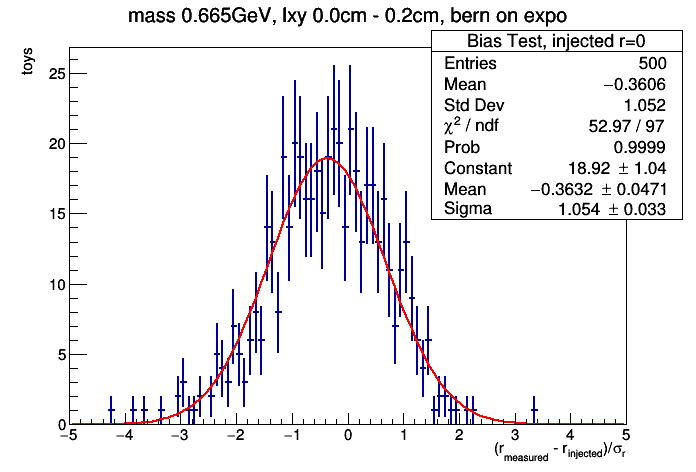 mass 0.665GeV, lxy 0.0cm - 0.2cm, bern on expo
Bias Test, injected r=0
Entries 500
Mean −0.3606
Std Dev 1.052
χ² / ndf 52.97 / 97
Prob 0.9999
Constant 18.92 ± 1.04
Mean −0.3632 ± 0.0471
Sigma 1.054 ± 0.033
toys
25
20
15
10
5
0
−5 −4 −3 −2 −1 0 1 2 3 4 5
(r_measured - r_injected)/σ_r